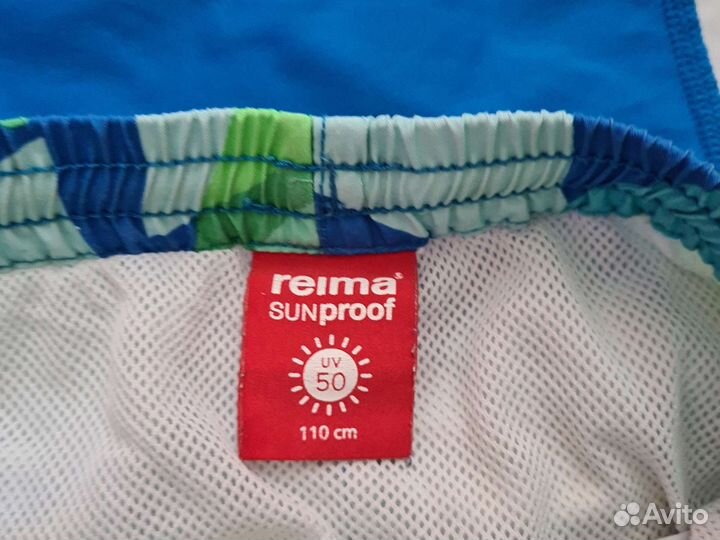 reima®
SUNproof
UV
50
110 cm
Avito